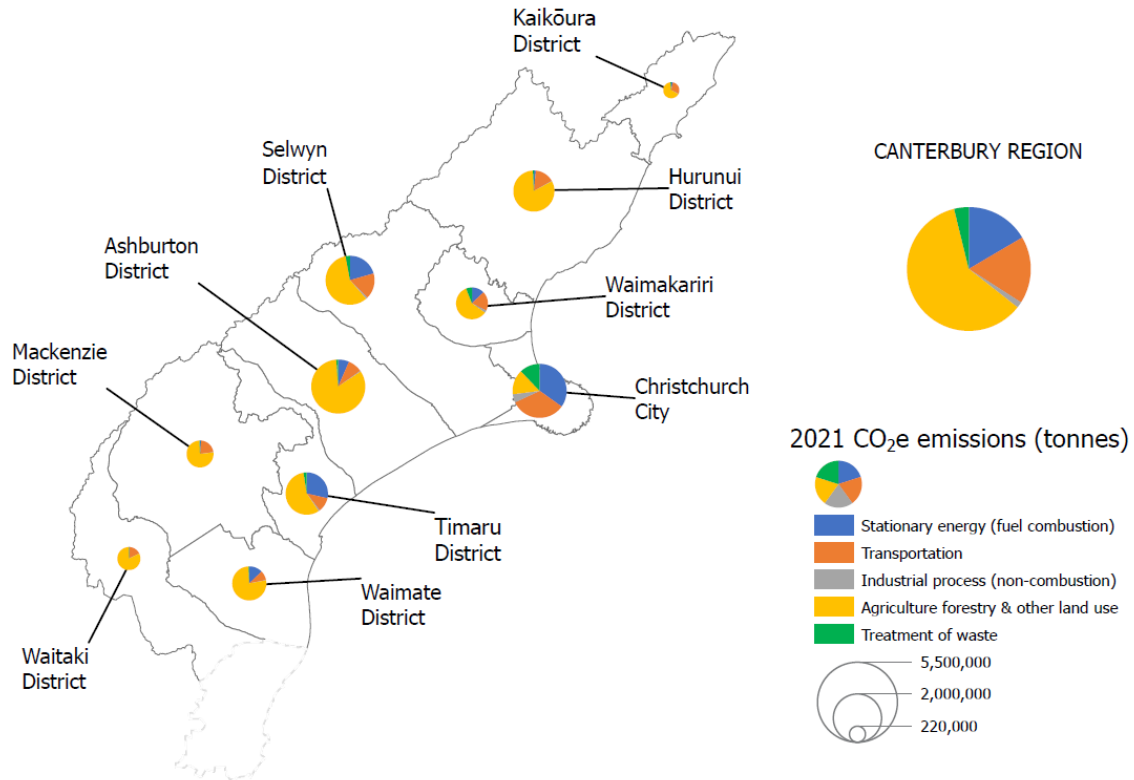 Kaikōura
District
Selwyn
District
CANTERBURY REGION
Hurunui
District
Ashburton
District
Waimakariri
District
Mackenzie
District
Christchurch
City
2021 CO₂e emissions (tonnes)
Stationary energy (fuel combustion)
Transportation
Industrial process (non-combustion)
Agriculture forestry & other land use
Treatment of waste
Timaru
District
Waimate
District
Waitaki
District
5,500,000
2,000,000
220,000